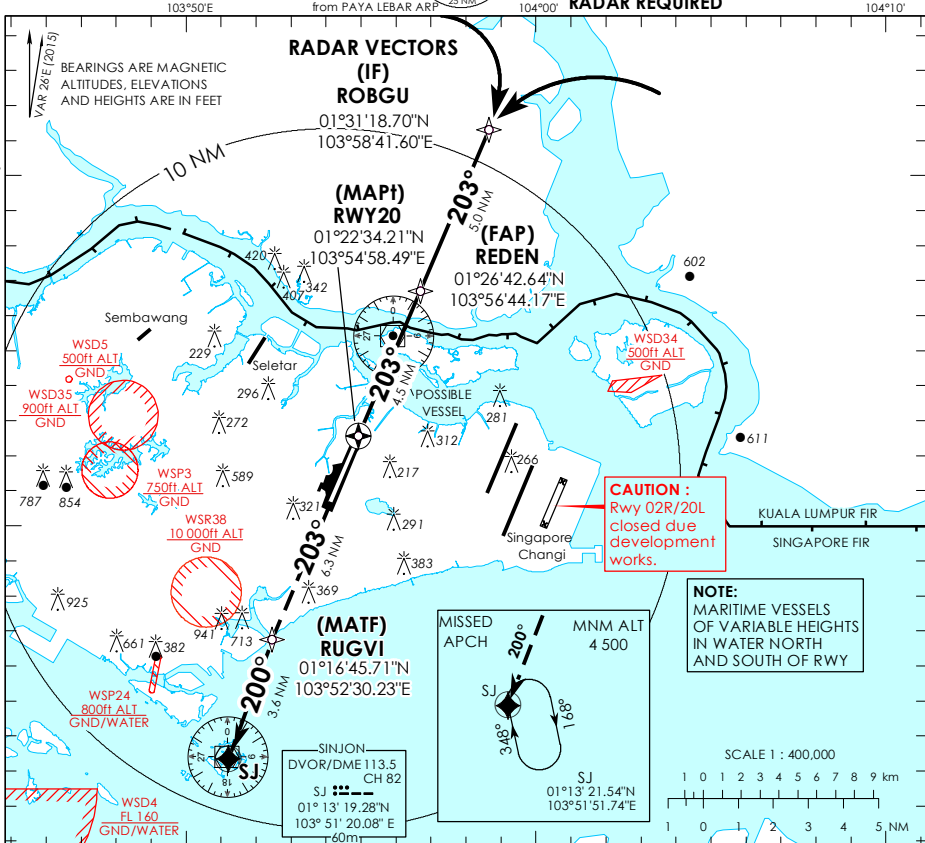 103°50'E
from PAYA LEBAR ARP
25 NM
104°00'
RADAR REQUIRED
104°10'
VAR 26'E (2015)
BEARINGS ARE MAGNETIC
ALTITUDES, ELEVATIONS
AND HEIGHTS ARE IN FEET
RADAR VECTORS
(IF)
ROBGU
01°31'18.70"N
103°58'41.60"E
10 NM
203°
5.0 NM
(MAPt)
RWY20
01°22'34.21"N
103°54'58.49"E
(FAP)
REDEN
01°26'42.64"N
103°56'44.17"E
602
420
407
342
Sembawang
229
Seletar
296
0
9
27
WSD5
500ft ALT
GND
WSD35
900ft ALT
GND
WSD34
500ft ALT
GND
203°
4.5 NM
POSSIBLE
VESSEL
281
272
312
611
589
217
266
787
854
WSP3
750ft ALT
GND
321
291
CAUTION :
Rwy 02R/20L
closed due
development
works.
WSR38
10 000ft ALT
GND
KUALA LUMPUR FIR
SINGAPORE FIR
Singapore
Changi
203°
6.3 NM
383
369
925
941
713
661
382
(MATF)
RUGVI
01°16'45.71"N
103°52'30.23"E
NOTE:
MARITIME VESSELS
OF VARIABLE HEIGHTS
IN WATER NORTH
AND SOUTH OF RWY
MISSED
APCH
MNM ALT
4 500
200°
SJ
348°
168°
SJ
01°13' 21.54"N
103°51'51.74"E
200°
3.6 NM
WSP24
800ft ALT
GND/WATER
0
9
18
27
SJ
SINJON
DVOR/DME 113.5
CH 82
SJ
01° 13' 19.28"N
103° 51' 20.08" E
60m
WSD4
FL 160
GND/WATER
SCALE 1 : 400,000
1 0 1 2 3 4 5 6 7 8 9 km
1 0 1 2 3 4 5 NM